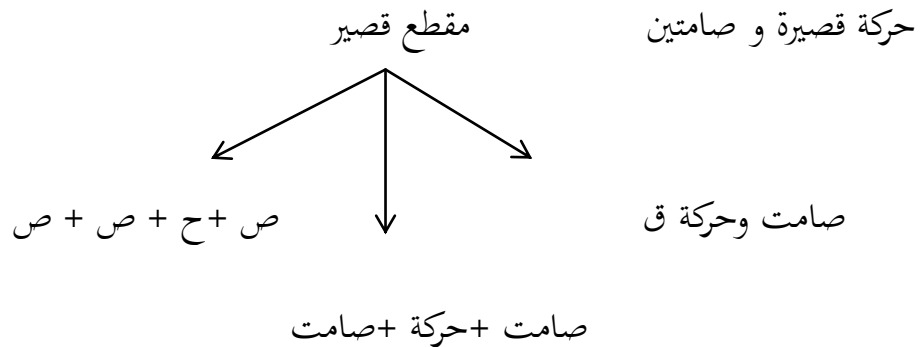 حركة قصيرة و صامتين مقطع قصير
صامت وحركة ق ص +ح + ص + ص
صامت +حركة +صامت